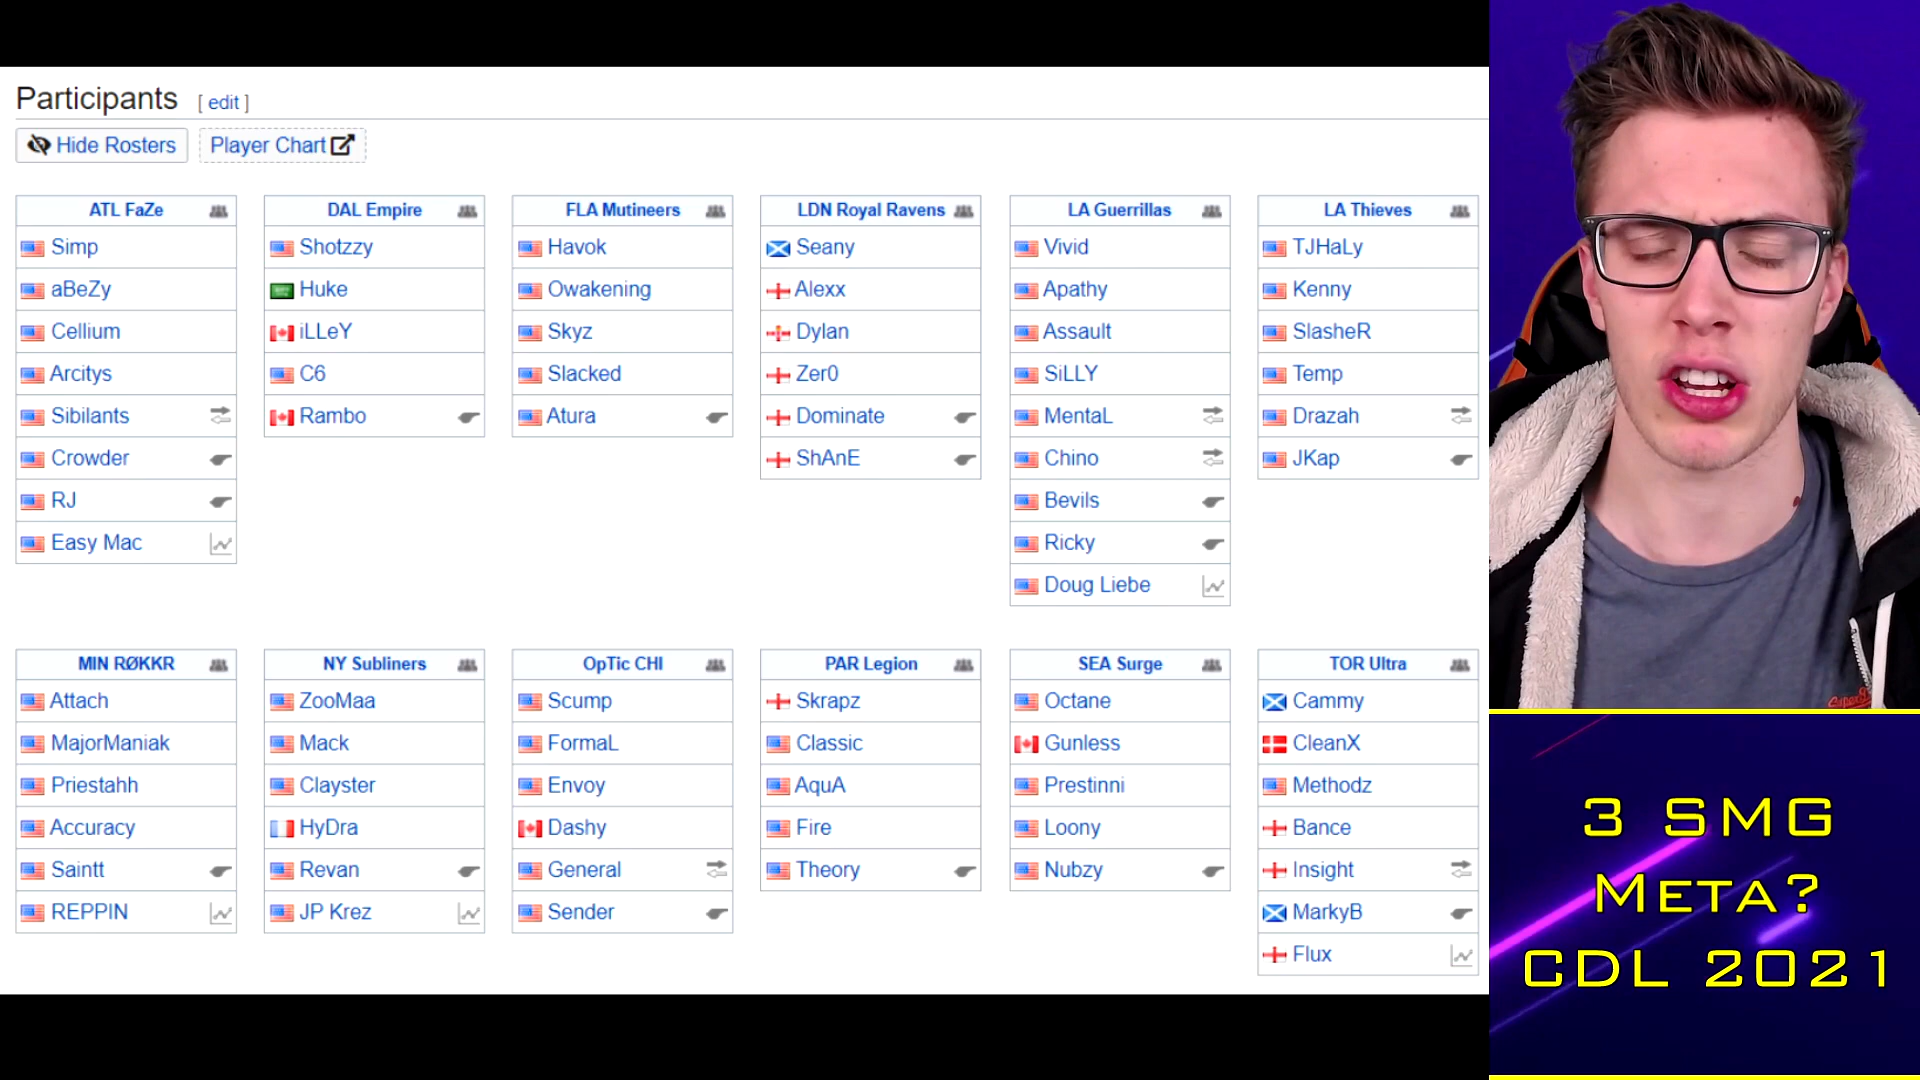 Participants [ edit ]
Hide Rosters Player Chart
ATL FaZe
Simp
aBeZy
Cellium
Arcitys
Sibilants
Crowder
RJ
Easy Mac
DAL Empire
Shotzzy
Huke
iLLeY
C6
Rambo
FLA Mutineers
Havok
Owakening
Skyz
Slacked
Atura
LDN Royal Ravens
Seany
Alexx
Dylan
Zer0
Dominate
ShAnE
LA Guerrillas
Vivid
Apathy
Assault
SiLLY
MentaL
Chino
Bevils
Ricky
Doug Liebe
LA Thieves
TJHaLy
Kenny
SlasheR
Temp
Drazah
JKap
MIN RØKKR
Attach
MajorManiak
Priestahh
Accuracy
Saintt
REPPIN
NY Subliners
ZooMaa
Mack
Clayster
HyDra
Revan
JP Krez
OpTic CHI
Scump
FormaL
Envoy
Dashy
General
Sender
PAR Legion
Skrapz
Classic
AquA
Fire
Theory
SEA Surge
Octane
Gunless
Prestinni
Loony
Nubzy
TOR Ultra
Cammy
CleanX
Methodz
Bance
Insight
MarkyB
Flux
3 SMG
Meta?
CDL 2021